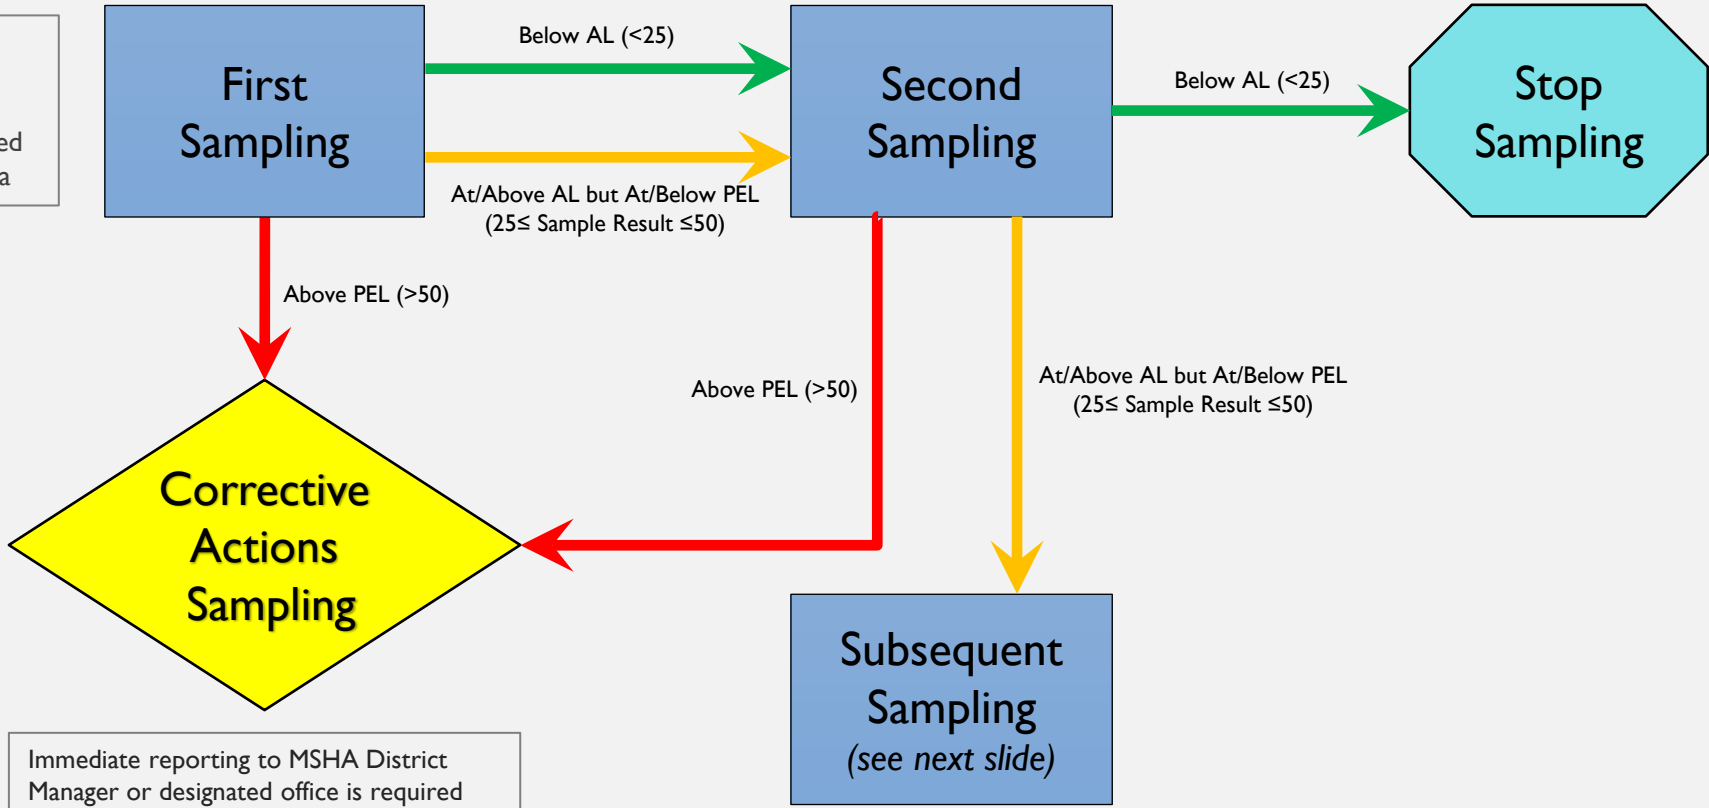 ed
a
First
Sampling
Below AL (<25)
At/Above AL but At/Below PEL
(25≤ Sample Result ≤50)
Second
Sampling
Below AL (<25)
Stop
Sampling
Above PEL (>50)
Above PEL (>50)
At/Above AL but At/Below PEL
(25≤ Sample Result ≤50)
Corrective
Actions
Sampling
Subsequent
Sampling
(see next slide)
Immediate reporting to MSHA District
Manager or designated office is required